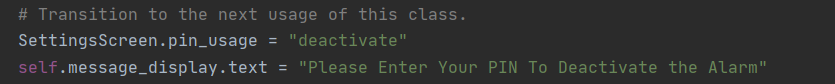 # Transition to the next usage of this class.
SettingsScreen.pin_usage = "deactivate"
self.message_display.text = "Please Enter Your PIN To Deactivate the Alarm"